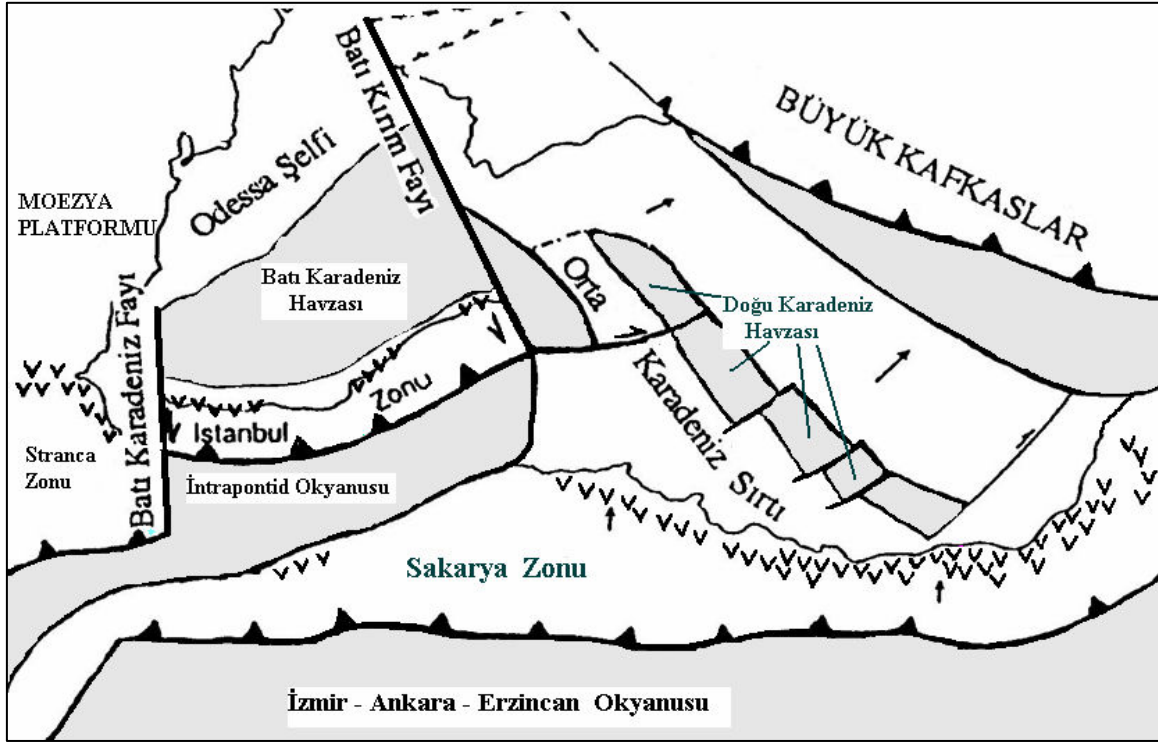 Batı Kırım Fayı
BÜYÜK KAFKASLAR
Odessa Şelfi
MOEZYA
PLATFORMU
Batı Karadeniz
Havzası
Orta
Doğu Karadeniz
Havzası
Karadeniz Sırtı
Batı Karadeniz Fayı
Zonu
İstanbul
Stranca
Zonu
İntrapontid Okyanusu
Sakarya Zonu
İzmir - Ankara - Erzincan Okyanusu